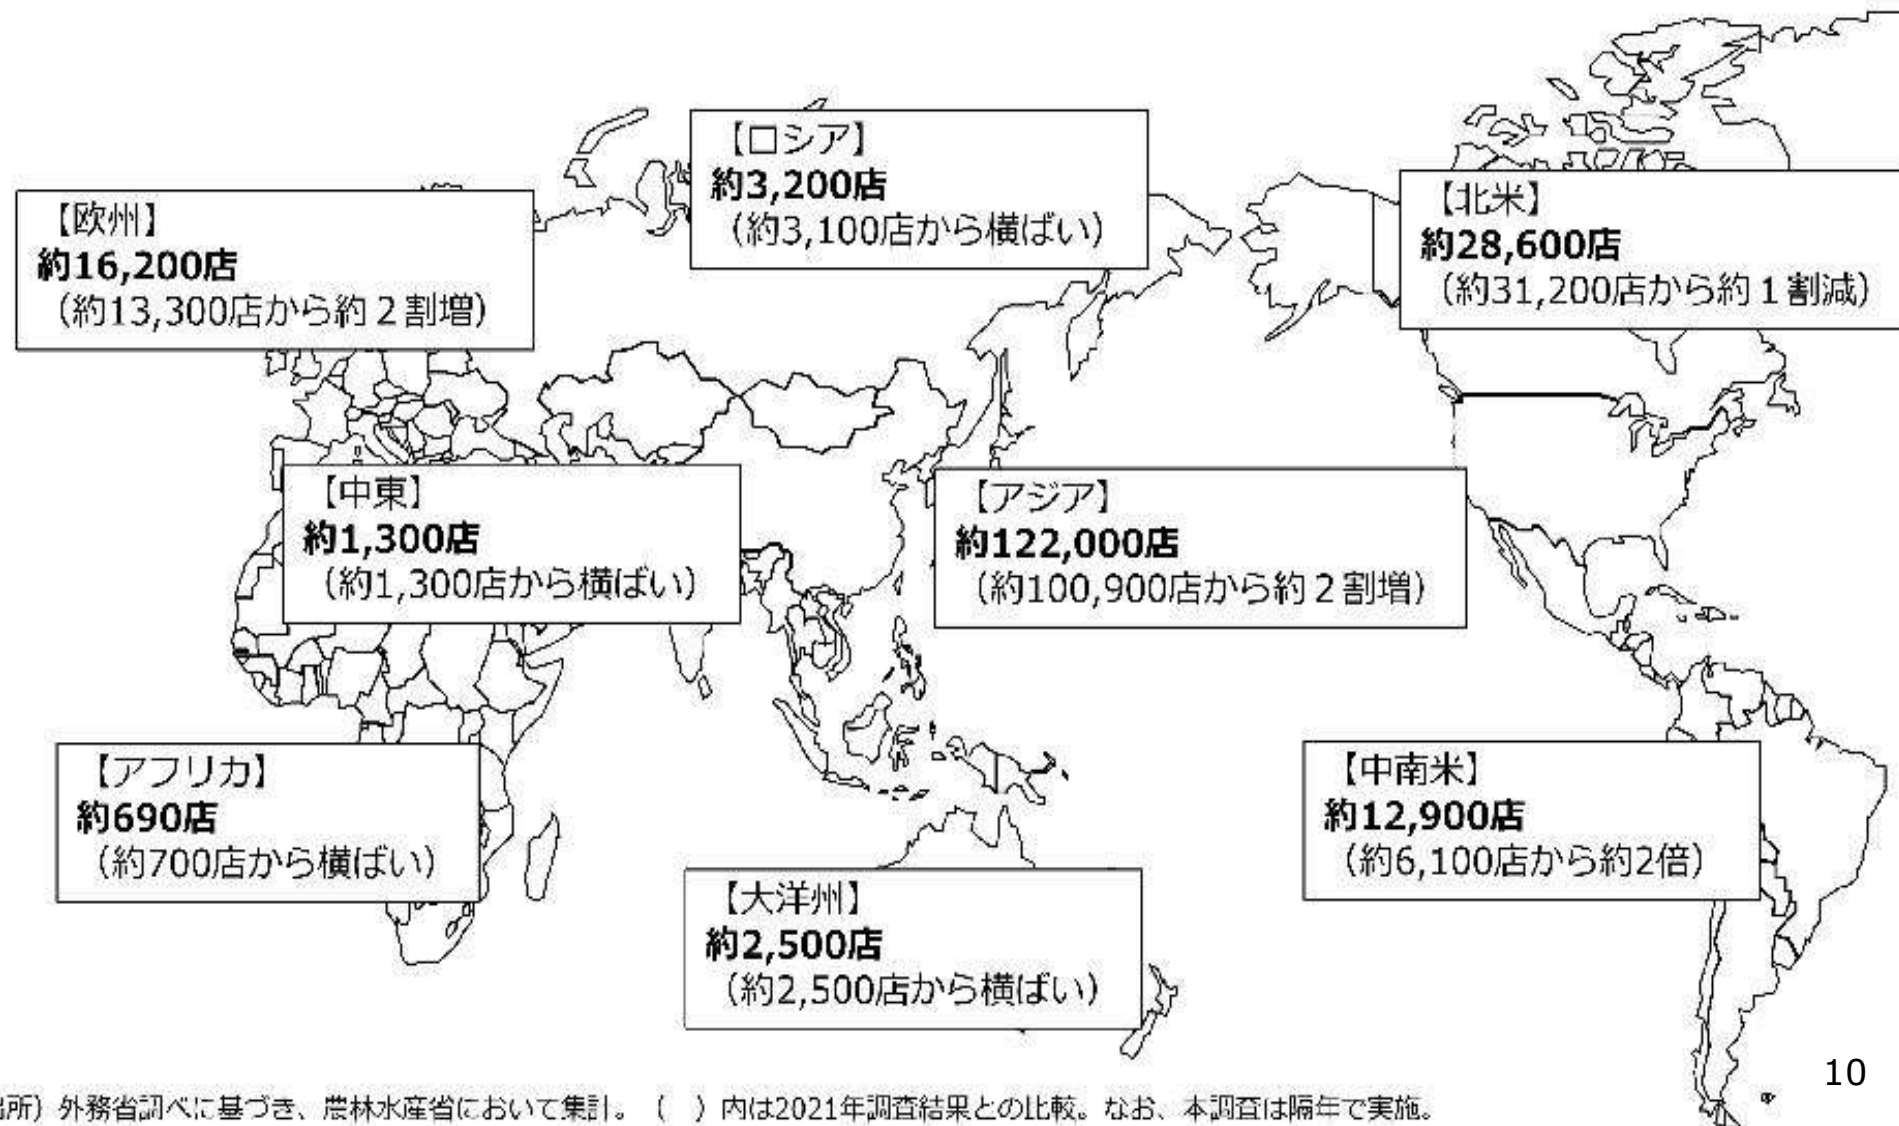 【ロシア】
約3,200店
（約3,100店から横ばい）
【欧州】
約16,200店
（約13,300店から約２割増）
【北米】
約28,600店
（約31,200店から約１割減）
【中東】
約1,300店
（約1,300店から横ばい）
【アジア】
約122,000店
（約100,900店から約２割増）
【アフリカ】
約690店
（約700店から横ばい）
【中南米】
約12,900店
（約6,100店から約2倍）
【大洋州】
約2,500店
（約2,500店から横ばい）
10
所）外務省調べに基づき、農林水産省において集計。（　）内は2021年調査結果との比較。なお、本調査は隔年で実施。